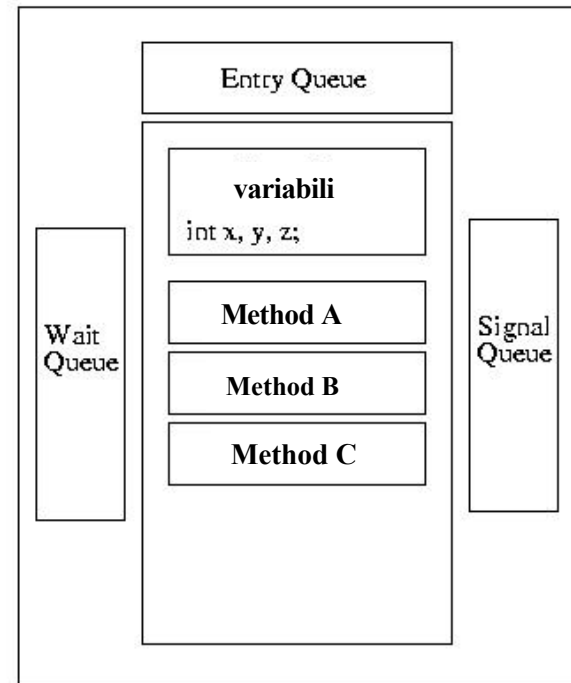 Entry Queue
variabili
int x, y, z;
Method A
Wait
Queue
Signal
Queue
Method B
Method C